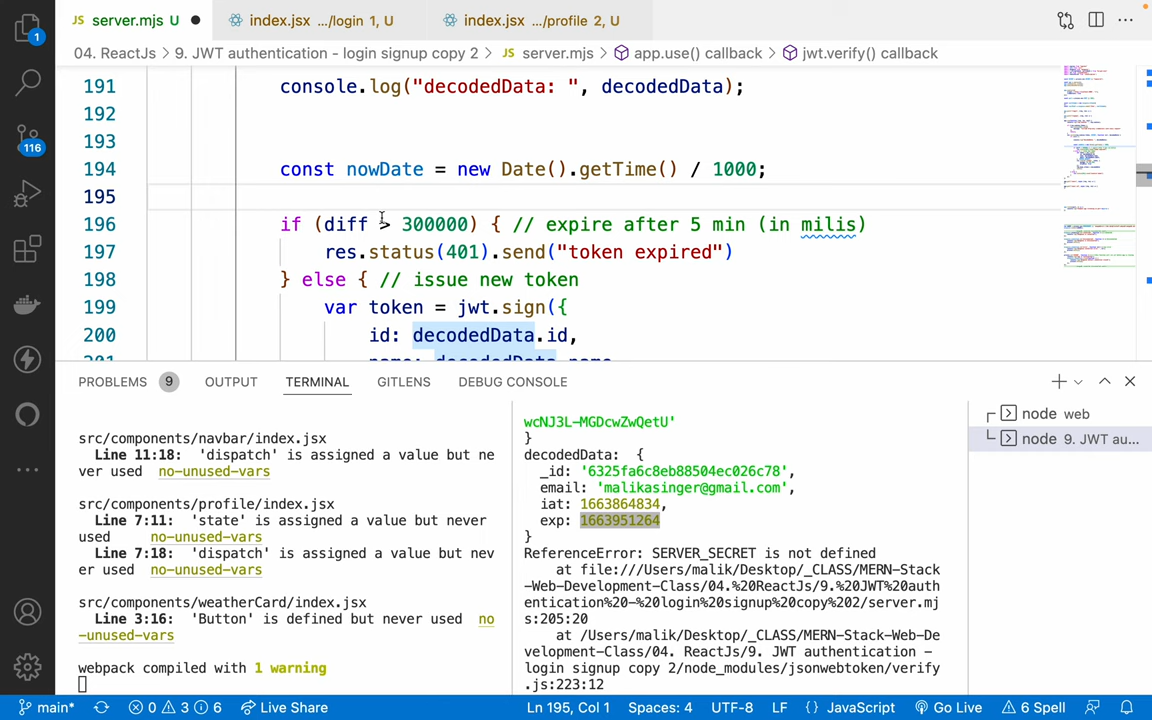 1
JS server.mjs U ●
index.jsx .../login 1, U
index.jsx .../profile 2, U
04. ReactJs > 9. JWT authentication - login signup copy 2 > JS server.mjs > app.use() callback > jwt.verify() callback
191 console.log("decodedData: ", decodedData);
192
193
194 const nowDate = new Date().getTime() / 1000;
195
196 if (diff > 300000) { // expire after 5 min (in milis)
197 res.status(401).send("token expired")
198 } else { // issue new token
199 var token = jwt.sign({
200 id: decodedData.id,
201 name: decodedData.name
116
PROBLEMS 9 OUTPUT TERMINAL GITLENS DEBUG CONSOLE
src/components/navbar/index.jsx
Line 11:18: 'dispatch' is assigned a value but ne
ver used no-unused-vars
src/components/profile/index.jsx
Line 7:11: 'state' is assigned a value but never
used no-unused-vars
Line 7:18: 'dispatch' is assigned a value but nev
er used no-unused-vars
src/components/weatherCard/index.jsx
Line 3:16: 'Button' is defined but never used no
-unused-vars
webpack compiled with 1 warning
wcNJ3L-MGDcwZwQetU'
}
decodedData: {
_id: '6325fa6c8eb88504ec026c78',
email: 'malikasinger@gmail.com',
iat: 1663864834,
exp: 1663951264
}
ReferenceError: SERVER_SECRET is not defined
at file:///Users/malik/Desktop/_CLASS/MERN-Stack
-Web-Development-Class/04.%20ReactJs/9.%20JWT%20auth
entication%20-%20login%20signup%20copy%202/server.mj
s:205:20
at /Users/malik/Desktop/_CLASS/MERN-Stack-Web-De
velopment-Class/04. ReactJs/9. JWT authentication -
login signup copy 2/node_modules/jsonwebtoken/verify
.js:223:12
node web
node 9. JWT au...
main* 0 3 6 Live Share Ln 195, Col 1 Spaces: 4 UTF-8 LF {} JavaScript Go Live 6 Spell